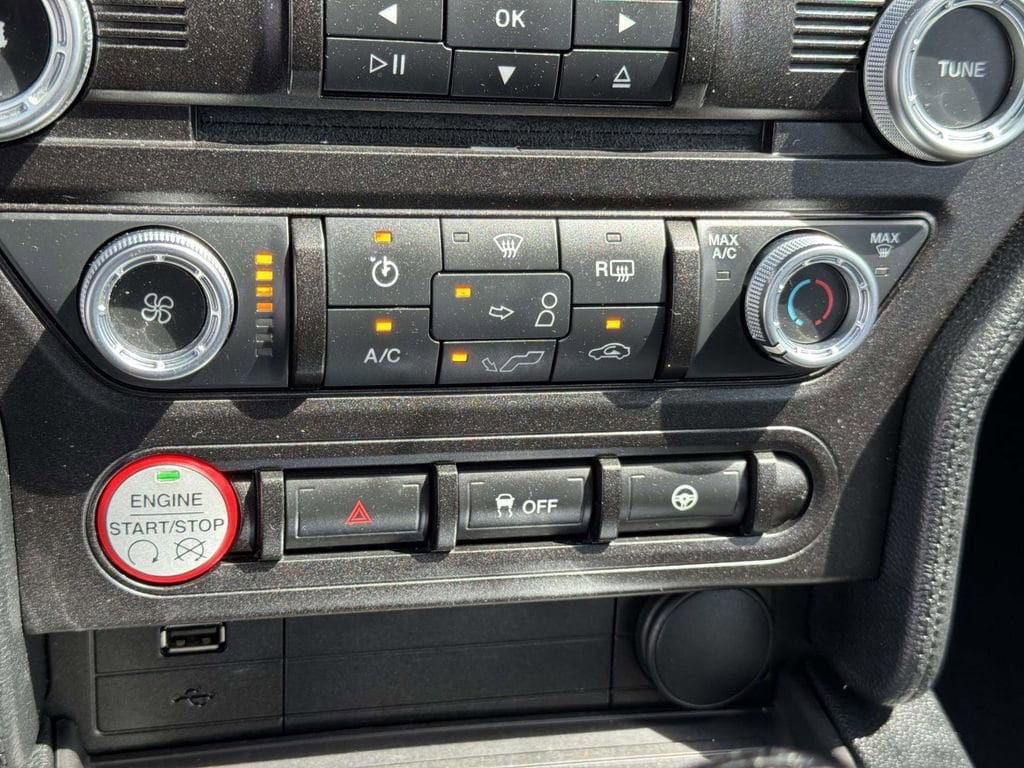 OK
TUNE
MAX
A/C
MAX
R
A/C
OFF
ENGINE
START/STOP